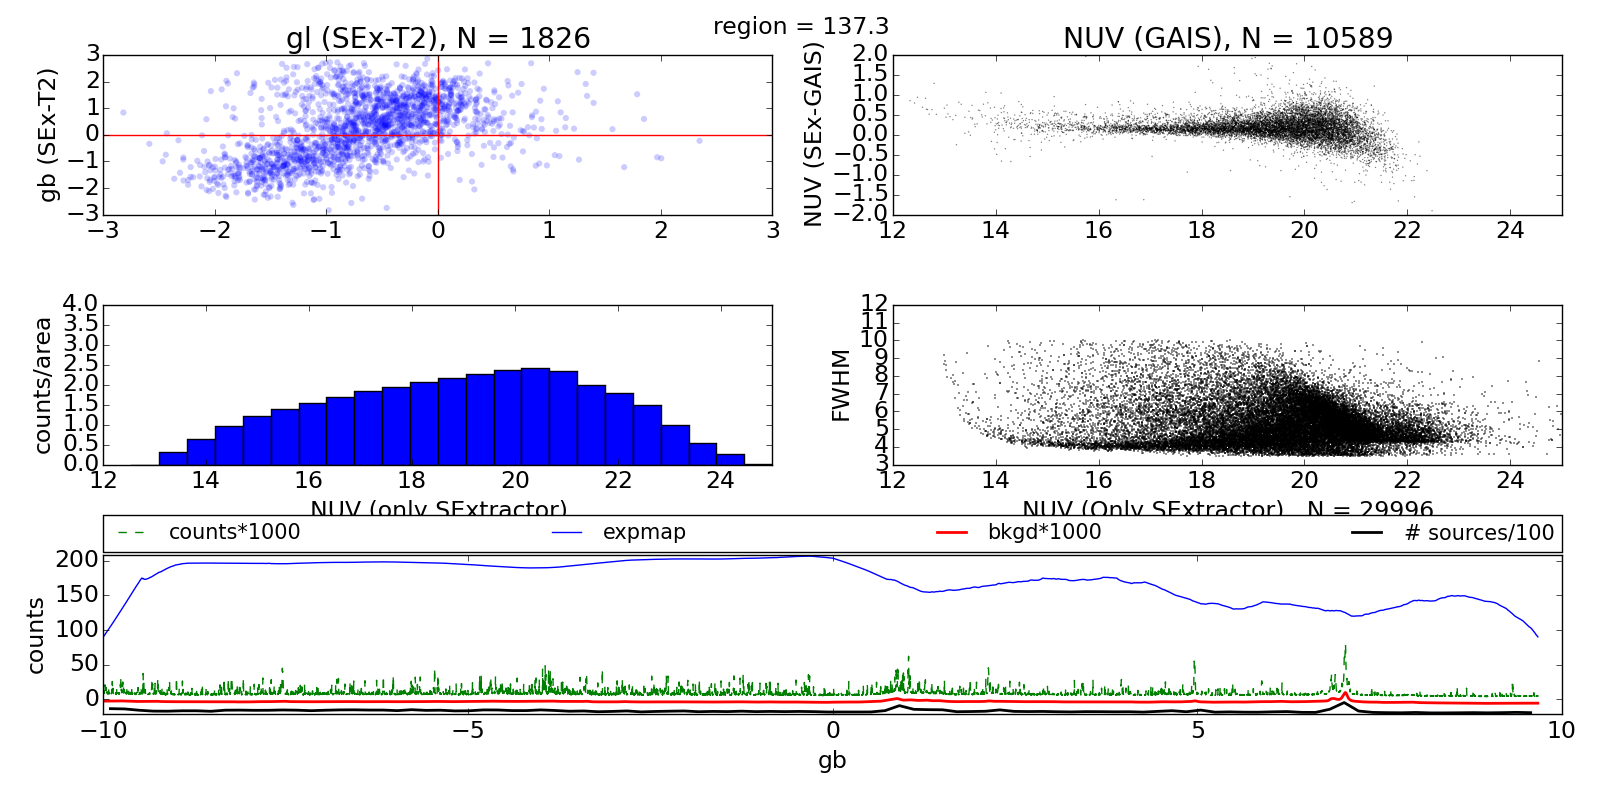 region = 137.3
gl (SEx-T2), N = 1826
gb (SEx-T2)
3
2
1
0
−1
−2
−3
−3 −2 −1 0 1 2 3
NUV (GAIS), N = 10589
NUV (SEx-GAIS)
2.0
1.5
1.0
0.5
0.0
−0.5
−1.0
−1.5
−2.0
12 14 16 18 20 22 24
counts/area
4.0
3.5
3.0
2.5
2.0
1.5
1.0
0.5
0.0
12 14 16 18 20 22 24
NUV (only SExtractor)
FWHM
12
11
10
9
8
7
6
5
4
3
12 14 16 18 20 22 24
NUV (Only SExtractor), N = 29996
counts*1000 expmap bkgd*1000 # sources/100
counts
200
150
100
50
0
−10 −5 0 5 10
gb